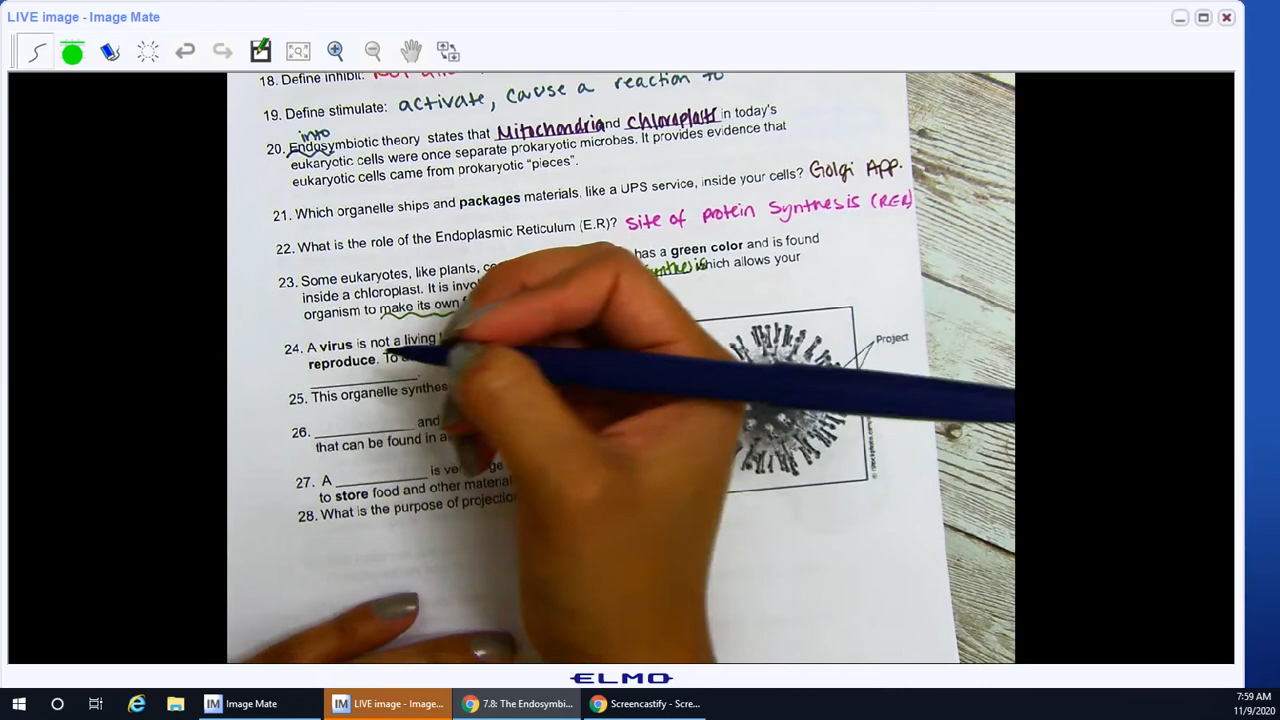 LIVE image - Image Mate
18. Define inhibit:
19. Define stimulate: activate, cause a reaction to
into
20. Endosymbiotic theory states that Mitochondria and chloroplasts in today's
eukaryotic cells were once separate prokaryotic microbes. It provides evidence that
eukaryotic cells came from prokaryotic "pieces".
21. Which organelle ships and packages materials, like a UPS service, inside your cells? Golgi App.
22. What is the role of the Endoplasmic Reticulum (E.R)? Site of protein Synthesis (RER)
23. Some eukaryotes, like plants, has a green color and is found
inside a chloroplast. It is which allows your
organism to make its own
24. A virus is not a living
reproduce. To
25. This organelle
26. and
that can be found in a
27. A is
to store food and other
28. What is the purpose of
Project
ELMO
Image Mate
LIVE image - Image...
7.8: The Endosymbi...
Screencastify - Scre...
7:59 AM
11/9/2020